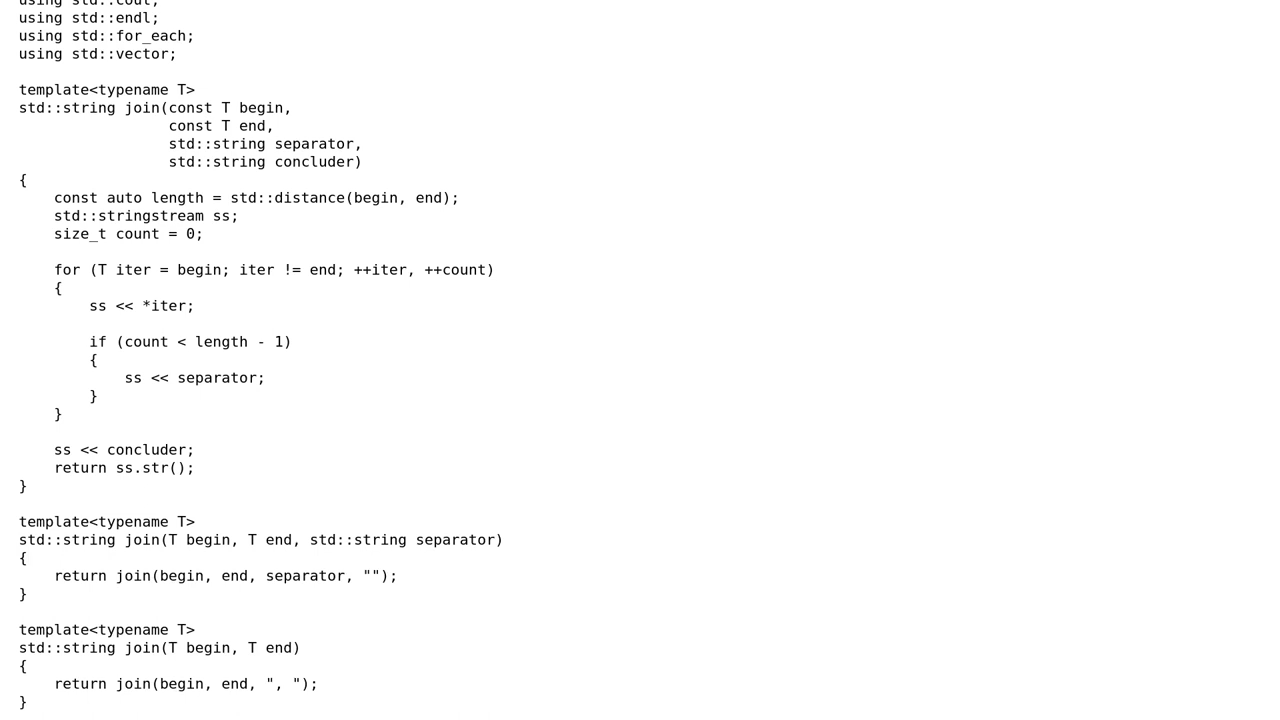 using std::cout;
using std::endl;
using std::for_each;
using std::vector;

template<typename T>
std::string join(const T begin,
                 const T end,
                 std::string separator,
                 std::string concluder)
{
    const auto length = std::distance(begin, end);
    std::stringstream ss;
    size_t count = 0;

    for (T iter = begin; iter != end; ++iter, ++count)
    {
        ss << *iter;

        if (count < length - 1)
        {
            ss << separator;
        }
    }

    ss << concluder;
    return ss.str();
}

template<typename T>
std::string join(T begin, T end, std::string separator)
{
    return join(begin, end, separator, "");
}

template<typename T>
std::string join(T begin, T end)
{
    return join(begin, end, ", ");
}